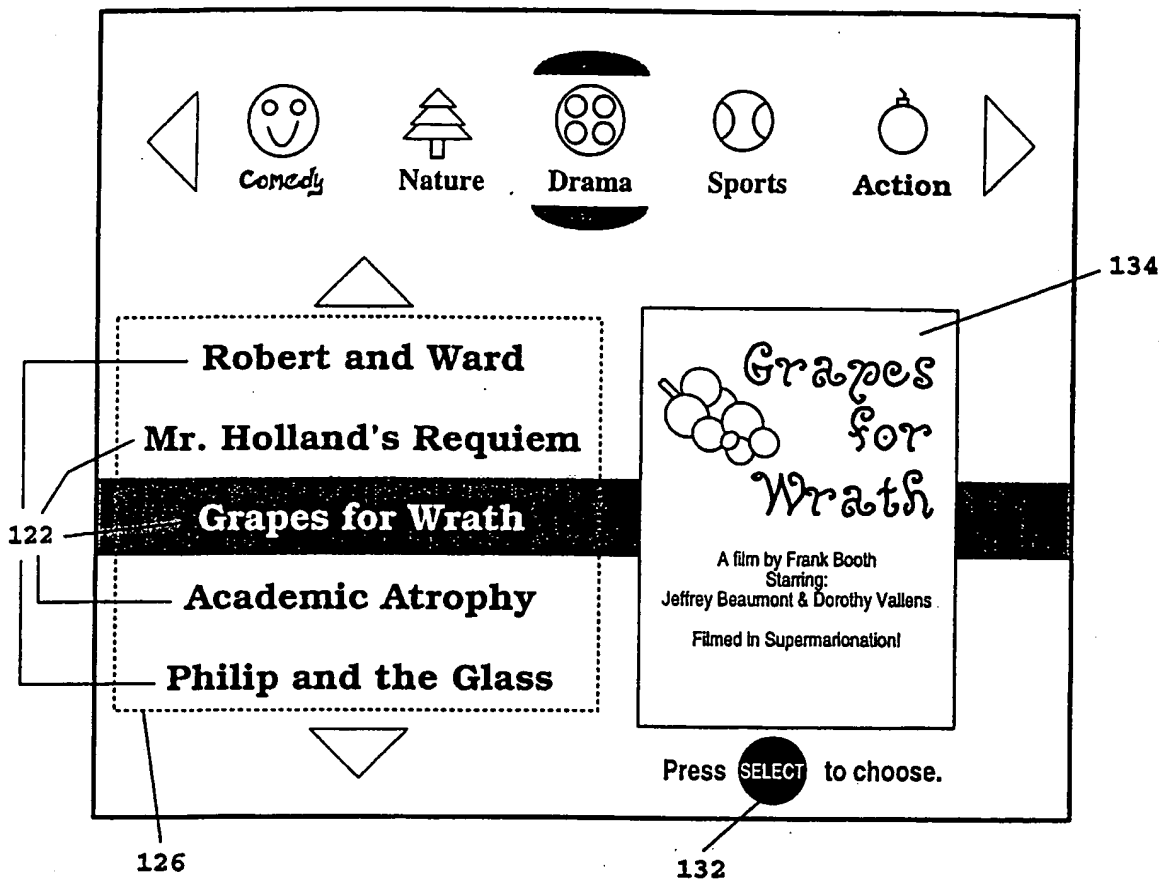 Comedy Nature Drama Sports Action
134
Robert and Ward
Mr. Holland's Requiem
122
Grapes for Wrath
Academic Atrophy
Philip and the Glass
Grapes
for
Wrath
A film by Frank Booth
Starring:
Jeffrey Beaumont & Dorothy Vallens
Filmed in Supermarionation!
Press SELECT to choose.
126
132